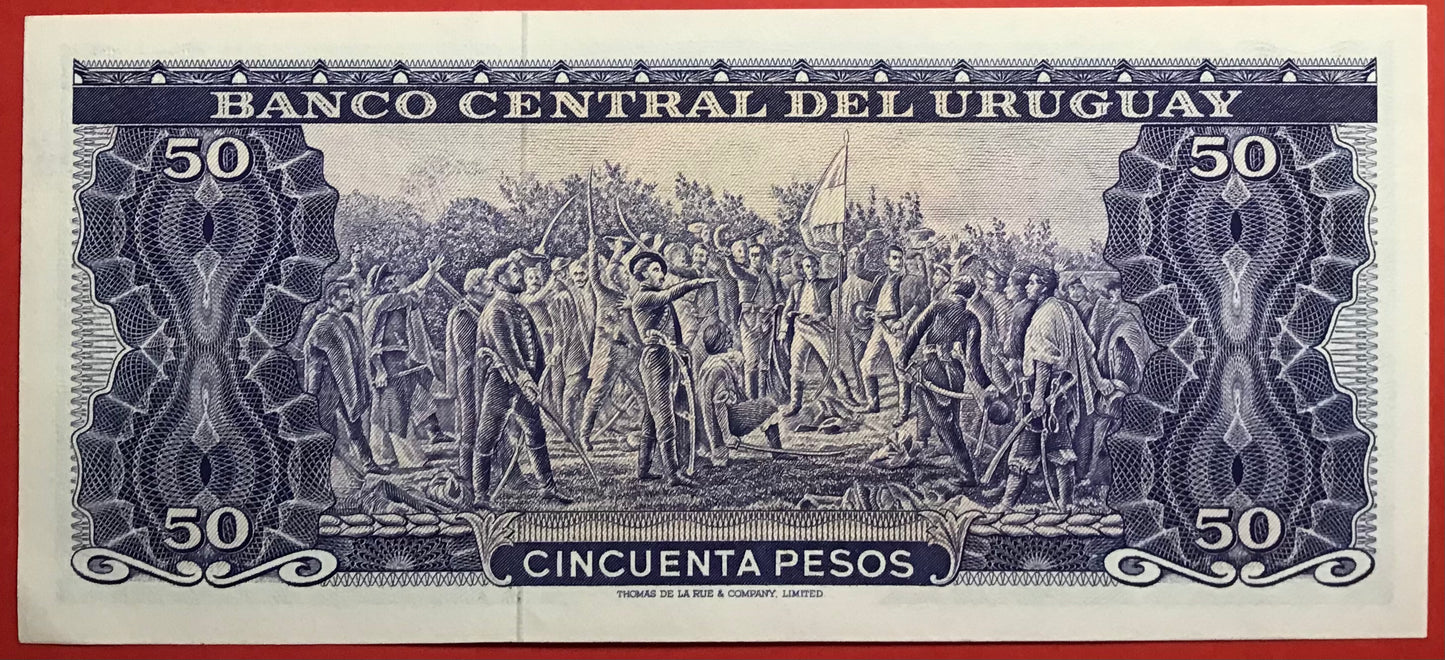 BANCO CENTRAL DEL URUGUAY
50 50
50 50
CINCUENTA PESOS
THOMAS DE LA RUE & COMPANY, LIMITED.